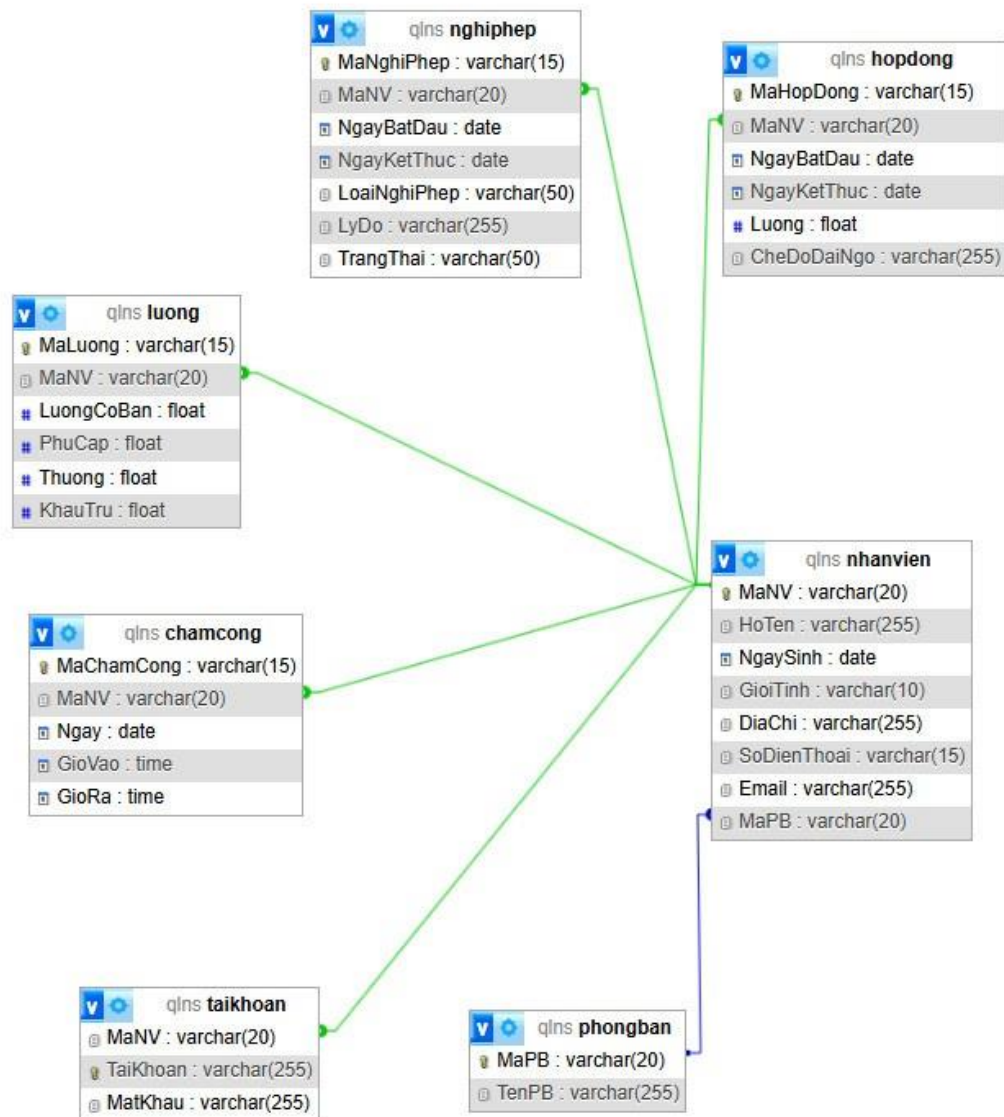 qlns nghiphep
MaNghiPhep : varchar(15)
MaNV : varchar(20)
NgayBatDau : date
NgayKetThuc : date
LoaiNghiPhep : varchar(50)
LyDo : varchar(255)
TrangThai : varchar(50)
qlns hopdong
MaHopDong : varchar(15)
MaNV : varchar(20)
NgayBatDau : date
NgayKetThuc : date
Luong : float
CheDoDaiNgo : varchar(255)
qlns luong
MaLuong : varchar(15)
MaNV : varchar(20)
LuongCoBan : float
PhuCap : float
Thuong : float
KhauTru : float
qlns nhanvien
MaNV : varchar(20)
HoTen : varchar(255)
NgaySinh : date
GioiTinh : varchar(10)
DiaChi : varchar(255)
SoDienThoai : varchar(15)
Email : varchar(255)
MaPB : varchar(20)
qlns chamcong
MaChamCong : varchar(15)
MaNV : varchar(20)
Ngay : date
GioVao : time
GioRa : time
qlns taikhoan
MaNV : varchar(20)
TaiKhoan : varchar(255)
MatKhau : varchar(255)
qlns phongban
MaPB : varchar(20)
TenPB : varchar(255)